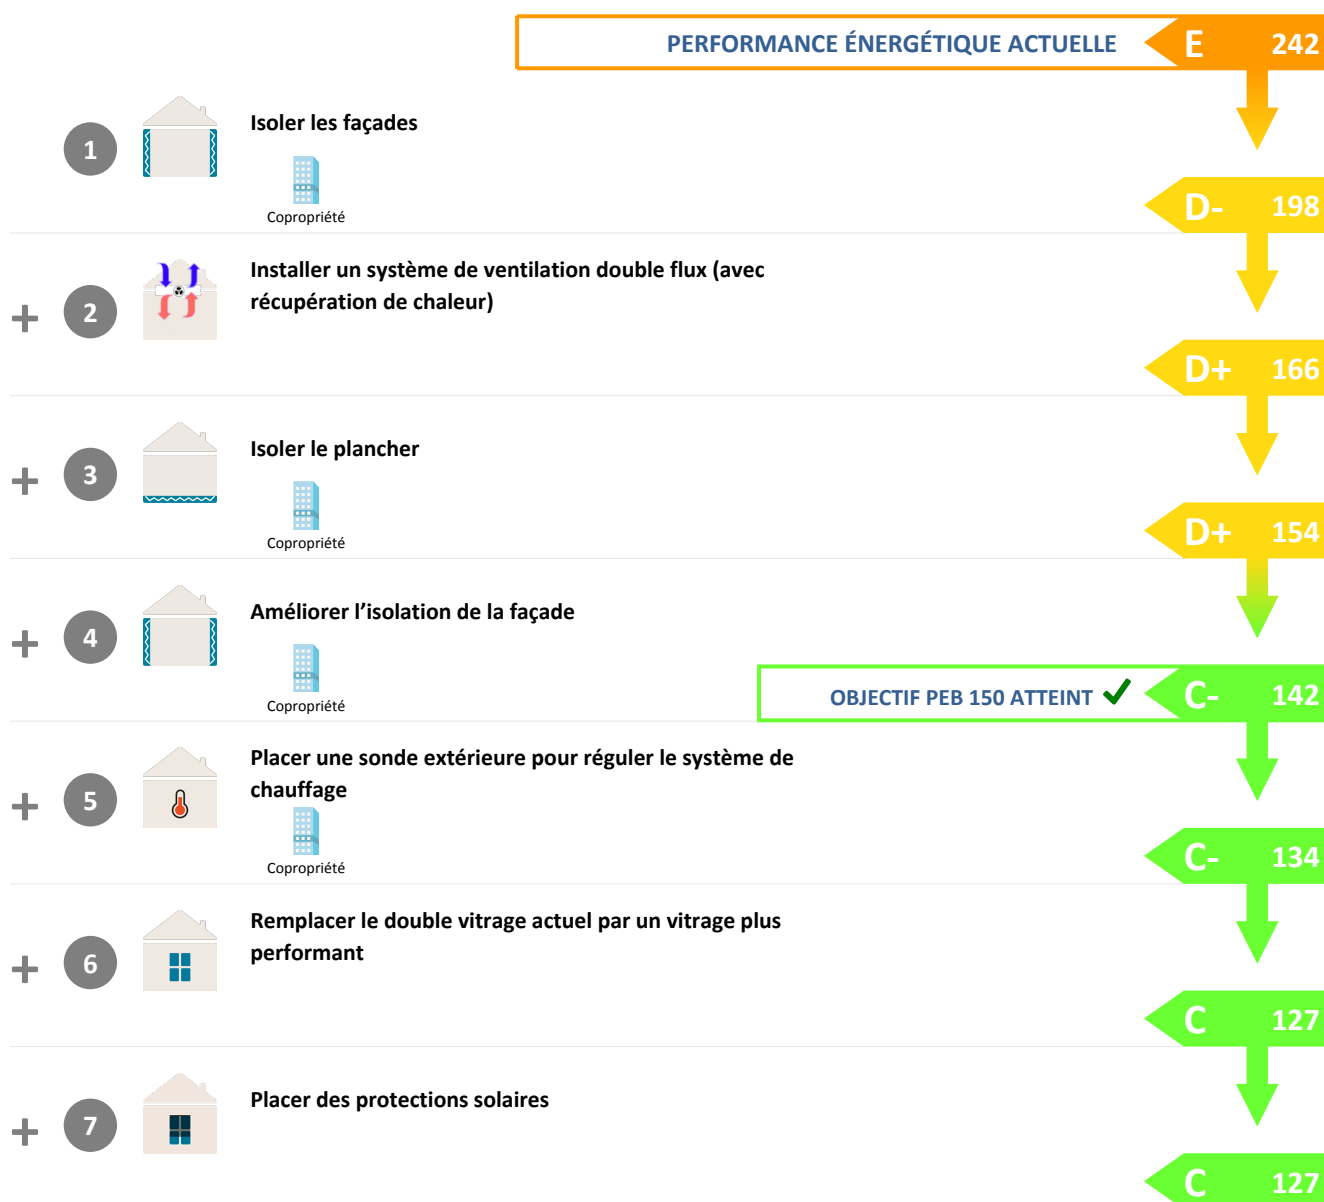 PERFORMANCE ÉNERGÉTIQUE ACTUELLE E 242
1 Isoler les façades
Copropriété
D- 198
+ 2 Installer un système de ventilation double flux (avec
récupération de chaleur)
D+ 166
+ 3 Isoler le plancher
Copropriété
D+ 154
+ 4 Améliorer l’isolation de la façade
Copropriété
OBJECTIF PEB 150 ATTEINT ✓ C- 142
+ 5 Placer une sonde extérieure pour réguler le système de
chauffage
Copropriété
C- 134
+ 6 Remplacer le double vitrage actuel par un vitrage plus
performant
C 127
+ 7 Placer des protections solaires
C 127